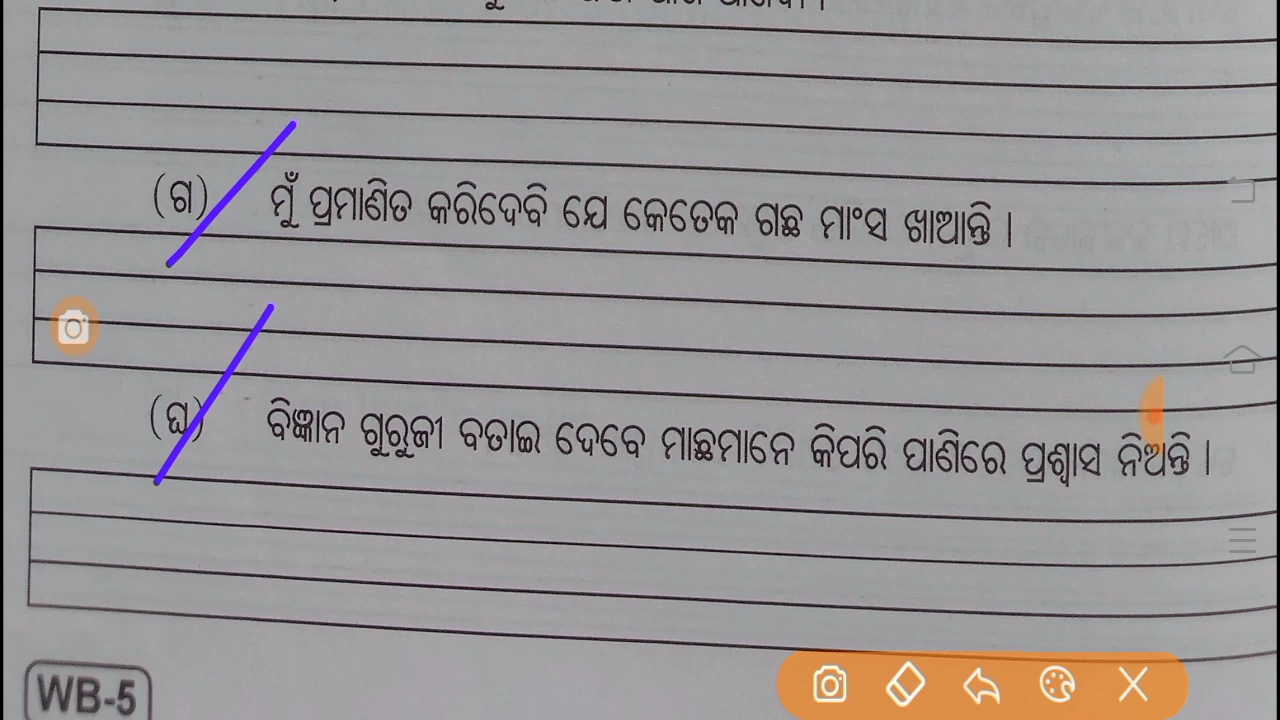 (ଗ) ମୁଁ ପ୍ରମାଣିତ କରିଦେବି ଯେ କେତେକ ଗଛ ମାଂସ ଖାଆନ୍ତି ।
(ଘ) ବିଜ୍ଞାନ ଗୁରୁଜୀ ବତାଇ ଦେବେ ମାଛମାନେ କିପରି ପାଣିରେ ପ୍ରଶ୍ୱାସ ନିଅନ୍ତି ।
WB-5